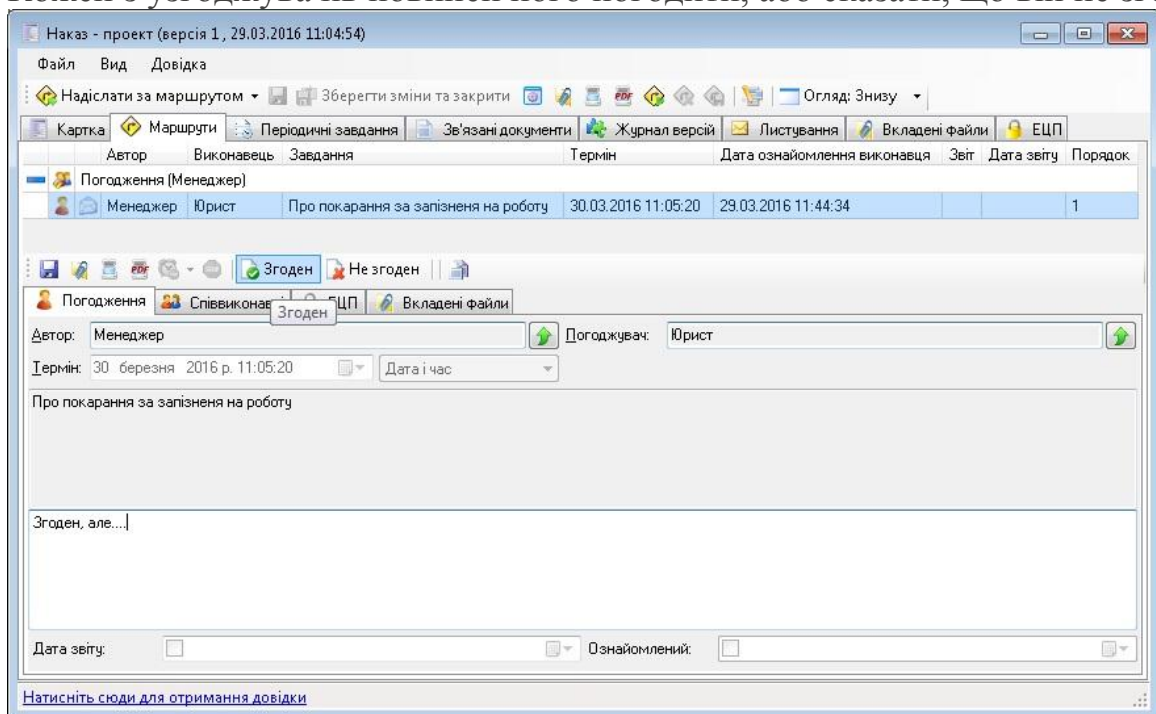 Наказ - проект (версія 1, 29.03.2016 11:04:54)
Файл Вид Довідка
Надіслати за маршрутом Зберегти зміни та закрити PDF Огляд: Знизу
Картка Маршрути Періодичні завдання Зв'язані документи Журнал версій Листування Вкладені файли ЕЦП
Автор Виконавець Завдання Термін Дата ознайомлення виконавця Звіт Дата звіту Порядок
Погодження (Менеджер)
Менеджер Юрист Про покарання за запізненя на роботу 30.03.2016 11:05:20 29.03.2016 11:44:34 1
PDF Згоден Не згоден
Погодження Співвиконавці ЕЦП Вкладені файли
Згоден
Автор: Менеджер Погоджувач: Юрист
Термін: 30 березня 2016 р. 11:05:20 Дата і час
Про покарання за запізненя на роботу
Згоден, але....
Дата звіту: Ознайомлений:
Натисніть сюди для отримання довідки